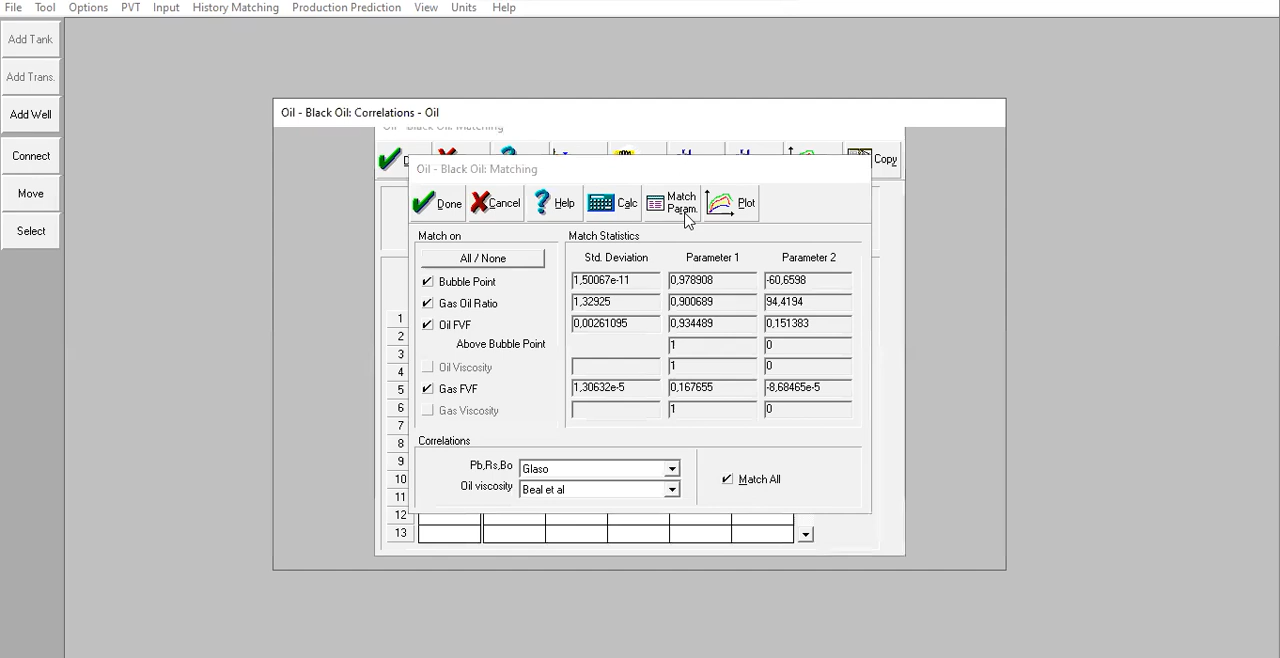 File Tool Options PVT Input History Matching Production Prediction View Units Help
Add Tank
Add Trans.
Add Well
Connect
Move
Select
Oil - Black Oil: Correlations - Oil
Oil - Black Oil: Matching
Copy
Oil - Black Oil: Matching
Done Cancel Help Calc Match Param. Plot
Match on
All / None
Bubble Point
Gas Oil Ratio
Oil FVF
Above Bubble Point
Oil Viscosity
Gas FVF
Gas Viscosity
Match Statistics
Std. Deviation Parameter 1 Parameter 2
1,50067e-11 0,978908 -60,6598
1,32925 0,900689 94,4194
0,00261095 0,934489 0,151383
1 0
1 0
1,30632e-5 0,167655 -8,68465e-5
1 0
Correlations
Pb,Rs,Bo Glaso
Oil viscosity Beal et al
Match All
1
2
3
4
5
6
7
8
9
10
11
12
13